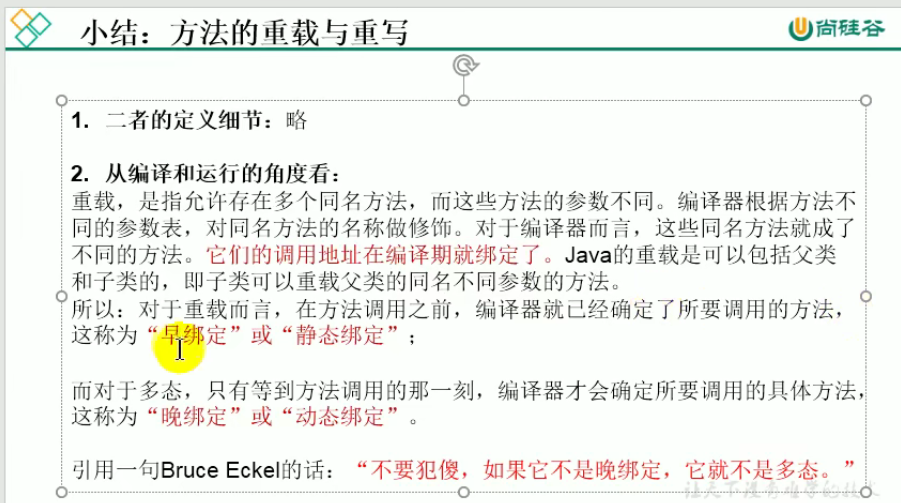 小结：方法的重载与重写
尚硅谷
1. 二者的定义细节：略
2. 从编译和运行的角度看：
重载，是指允许存在多个同名方法，而这些方法的参数不同。编译器根据方法不
同的参数表，对同名方法的名称做修饰。对于编译器而言，这些同名方法就成了
不同的方法。它们的调用地址在编译期就绑定了。Java的重载是可以包括父类
和子类的，即子类可以重载父类的同名不同参数的方法。
所以：对于重载而言，在方法调用之前，编译器就已经确定了所要调用的方法，
这称为“早绑定”或“静态绑定”；
而对于多态，只有等到方法调用的那一刻，编译器才会确定所要调用的具体方法，
这称为“晚绑定”或“动态绑定”。
引用一句Bruce Eckel的话：“不要犯傻，如果它不是晚绑定，它就不是多态。”
让天下没有难学的技术